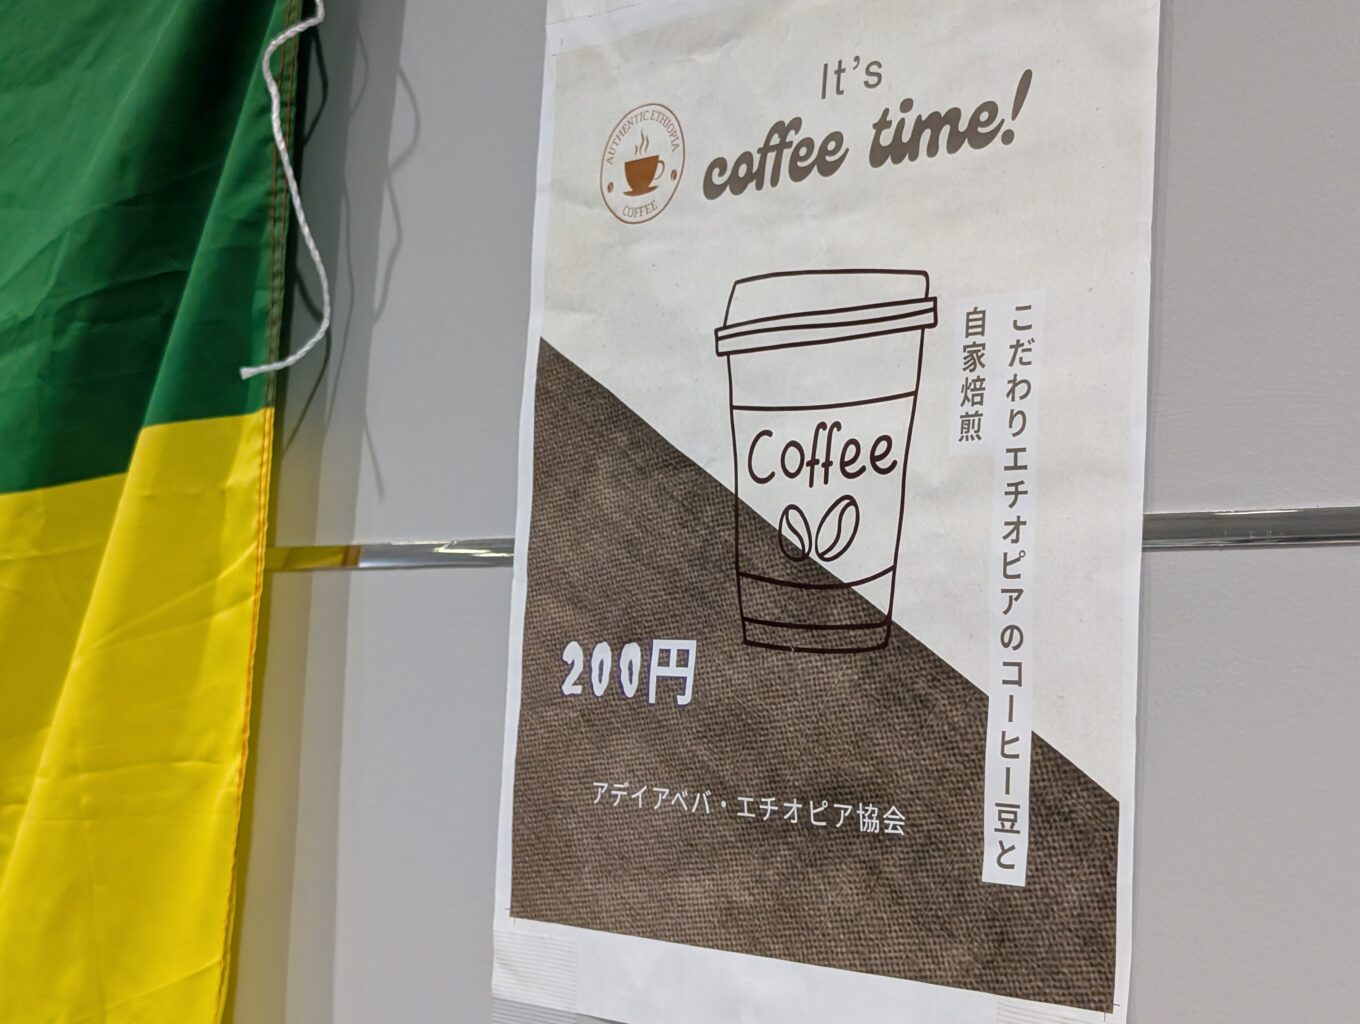 It's
coffee time!
AUTHENTIC ETHIOPIA
COFFEE
こだわりエチオピアのコーヒー豆と
自家焙煎
Coffee
200円
アデイアベバ・エチオピア協会